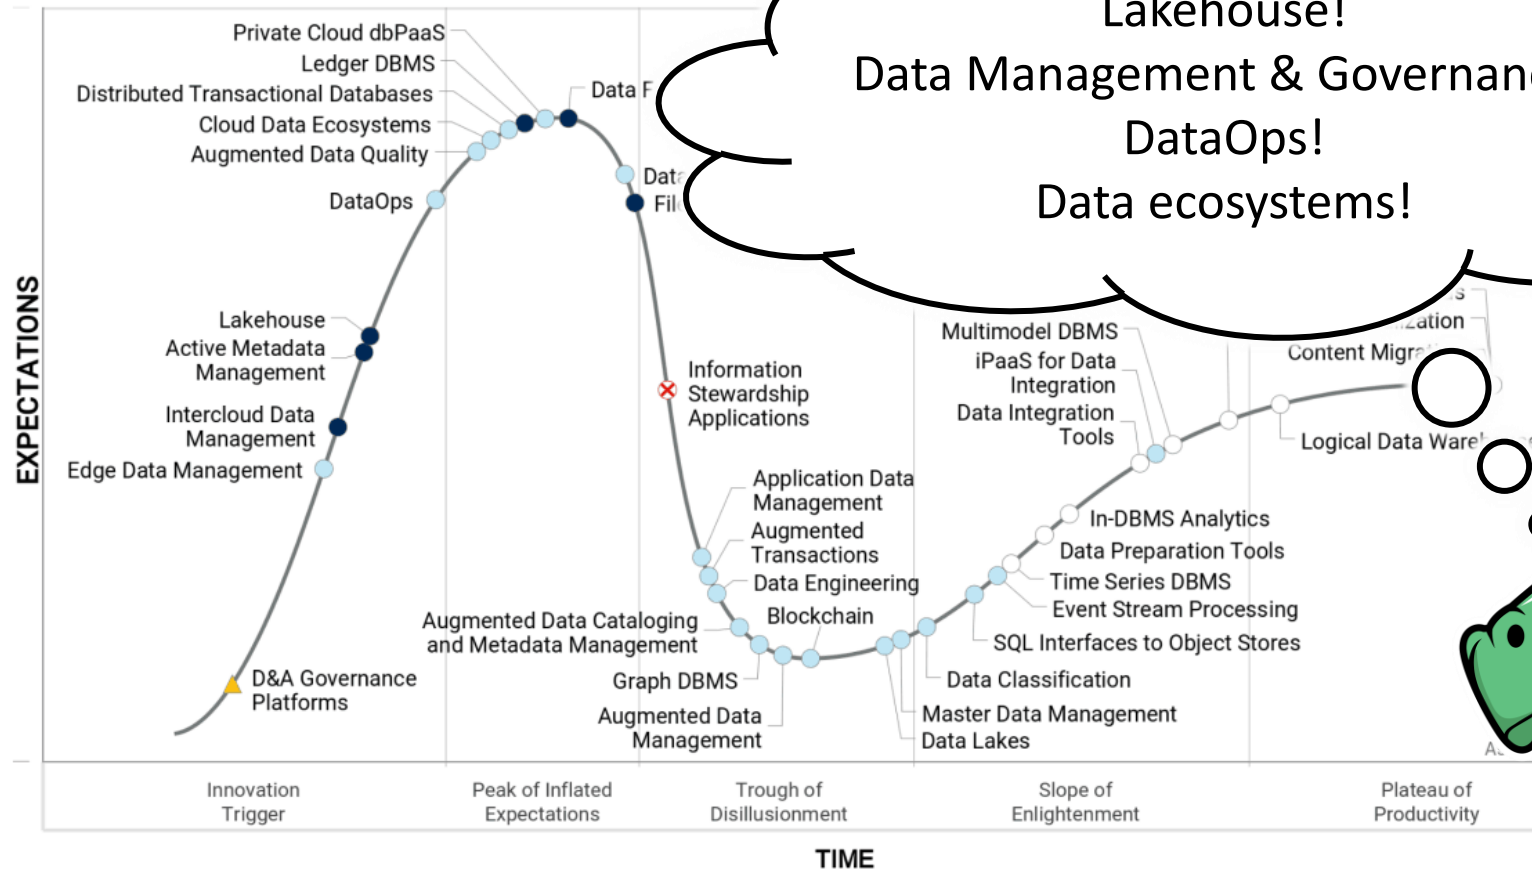 Lakehouse!
Data Management & Governan
DataOps!
Data ecosystems!
Private Cloud dbPaaS
Ledger DBMS
Distributed Transactional Databases
Cloud Data Ecosystems
Augmented Data Quality
DataOps
Data F
Data
Fil
Lakehouse
Active Metadata
Management
Intercloud Data
Management
Edge Data Management
D&A Governance
Platforms
Information
Stewardship
Applications
Application Data
Management
Augmented
Transactions
Data Engineering
Blockchain
Augmented Data Cataloging
and Metadata Management
Graph DBMS
Augmented Data
Management
Multimodel DBMS
iPaaS for Data
Integration
Data Integration
Tools
Content Migra
Logical Data Ware
In-DBMS Analytics
Data Preparation Tools
Time Series DBMS
Event Stream Processing
SQL Interfaces to Object Stores
Data Classification
Master Data Management
Data Lakes
EXPECTATIONS
Innovation
Trigger
Peak of Inflated
Expectations
Trough of
Disillusionment
Slope of
Enlightenment
Plateau of
Productivity
TIME